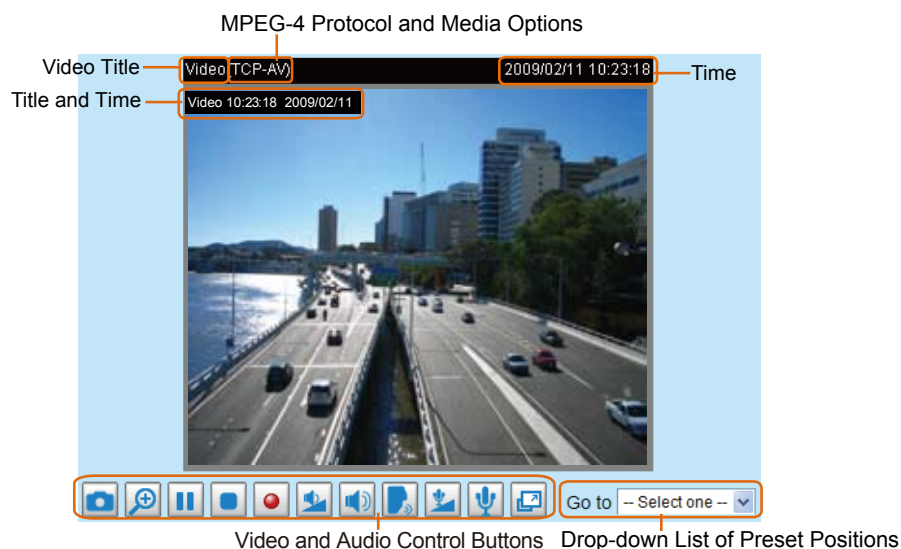 MPEG-4 Protocol and Media Options
Video Title
Video(TCP-AV)
2009/02/11 10:23:18
Time
Title and Time
Video 10:23:18 2009/02/11
Go to
-- Select one --
Video and Audio Control Buttons
Drop-down List of Preset Positions